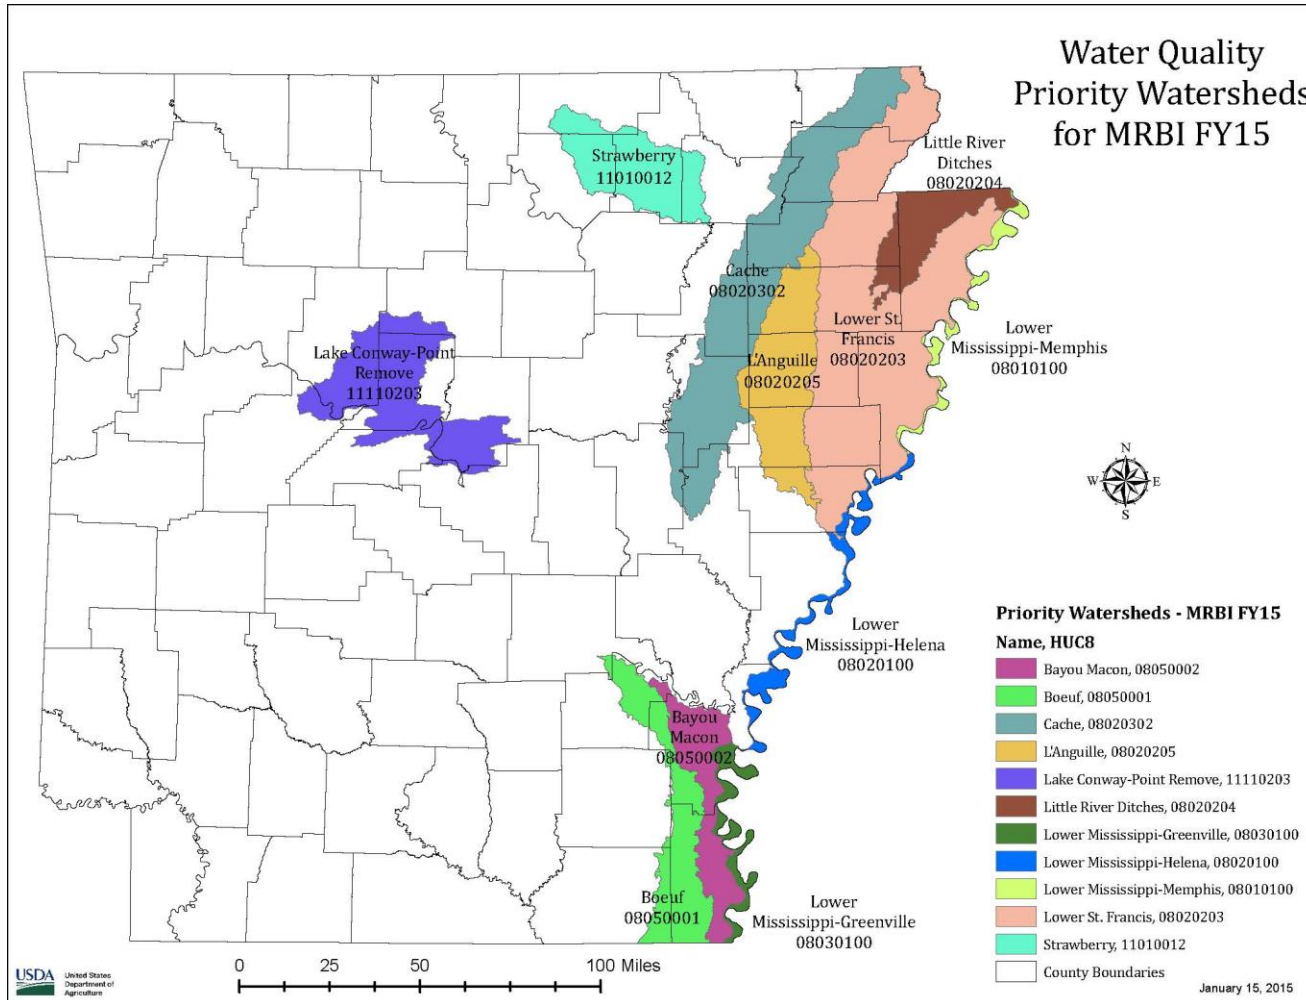 Water Quality
Priority Watersheds
for MRBI FY15
Little River
Ditches
08020204
Strawberry
11010012
Cache
08020302
Lower St.
Francis
08020203
Lower
Mississippi-Memphis
08010100
Lake Conway-Point
Remove
11110203
L'Anguille
08020205
N
W
E
S
Lower
Mississippi-Helena
08020100
Bayou
Macon
08050002
Boeuf
08050001
Lower
Mississippi-Greenville
08030100
Priority Watersheds - MRBI FY15
Name, HUC8
Bayou Macon, 08050002
Boeuf, 08050001
Cache, 08020302
L'Anguille, 08020205
Lake Conway-Point Remove, 11110203
Little River Ditches, 08020204
Lower Mississippi-Greenville, 08030100
Lower Mississippi-Helena, 08020100
Lower Mississippi-Memphis, 08010100
Lower St. Francis, 08020203
Strawberry, 11010012
County Boundaries
0 25 50 100 Miles
USDA
United States
Department of
Agriculture
January 15, 2015